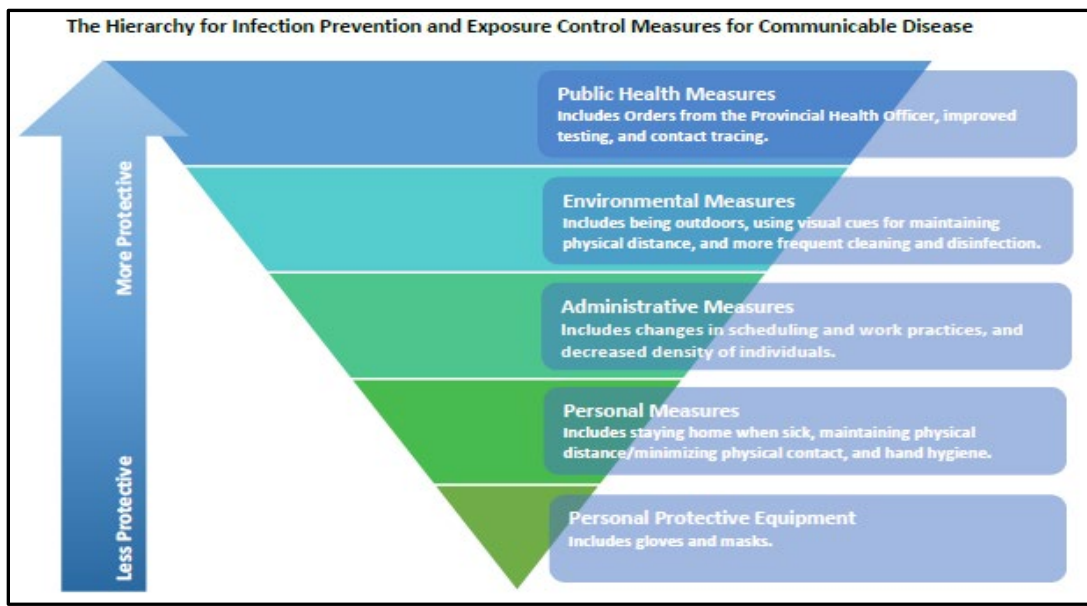 The Hierarchy for Infection Prevention and Exposure Control Measures for Communicable Disease
More Protective
Less Protective
Public Health Measures
Includes Orders from the Provincial Health Officer, improved
testing, and contact tracing.
Environmental Measures
Includes being outdoors, using visual cues for maintaining
physical distance, and more frequent cleaning and disinfection.
Administrative Measures
Includes changes in scheduling and work practices, and
decreased density of individuals.
Personal Measures
Includes staying home when sick, maintaining physical
distance/minimizing physical contact, and hand hygiene.
Personal Protective Equipment
Includes gloves and masks.